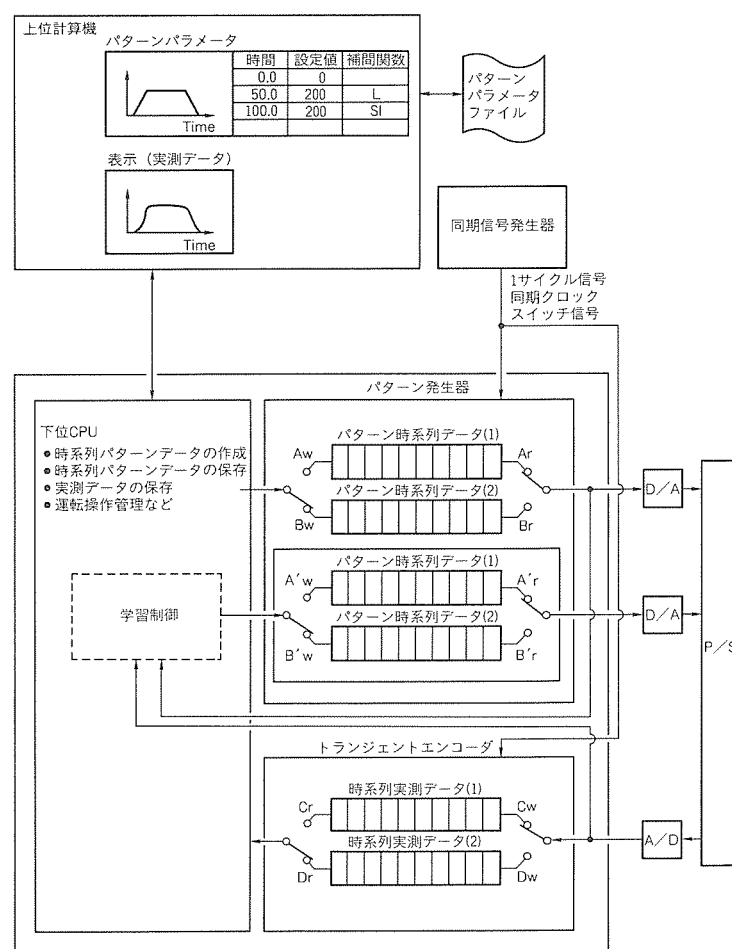 上位計算機
パターンパラメータ
時間 設定値 補間関数
0.0 0
50.0 200 L
100.0 200 SI
Time
パターン
パラメータ
ファイル
表示（実測データ）
Time
同期信号発生器
1サイクル信号
同期クロック
スイッチ信号
パターン発生器
下位CPU
●時系列パターンデータの作成
●時系列パターンデータの保存
●実測データの保存
●運転操作管理など
パターン時系列データ(1)
Aw Ar
パターン時系列データ(2)
Bw Br
D/A
パターン時系列データ(1)
A'w A'r
パターン時系列データ(2)
B'w B'r
D/A
学習制御
P/S
トランジェントエンコーダ
時系列実測データ(1)
Cr Cw
時系列実測データ(2)
Dr Dw
A/D